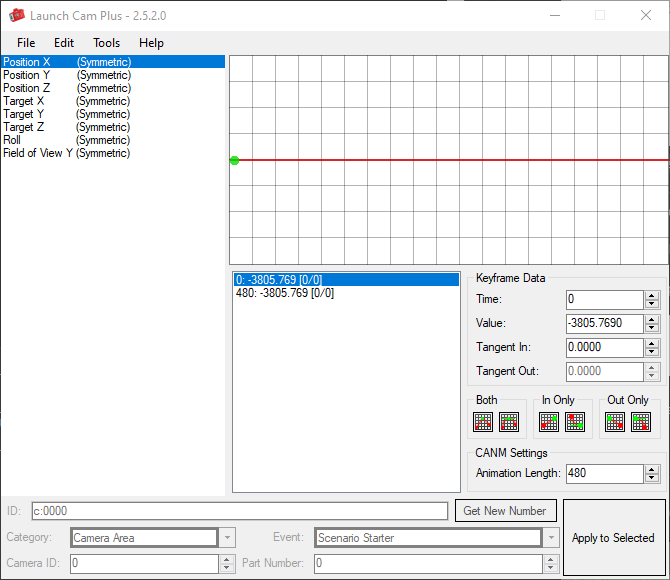 Launch Cam Plus - 2.5.2.0
File Edit Tools Help
Position X (Symmetric)
Position Y (Symmetric)
Position Z (Symmetric)
Target X (Symmetric)
Target Y (Symmetric)
Target Z (Symmetric)
Roll (Symmetric)
Field of View Y (Symmetric)
0: -3805.769 [0/0]
480: -3805.769 [0/0]
Keyframe Data
Time: 0
Value: -3805.7690
Tangent In: 0.0000
Tangent Out: 0.0000
Both In Only Out Only
CANM Settings
Animation Length: 480
ID: c:0000 Get New Number
Category: Camera Area Event: Scenario Starter
Camera ID: 0 Part Number: 0
Apply to Selected